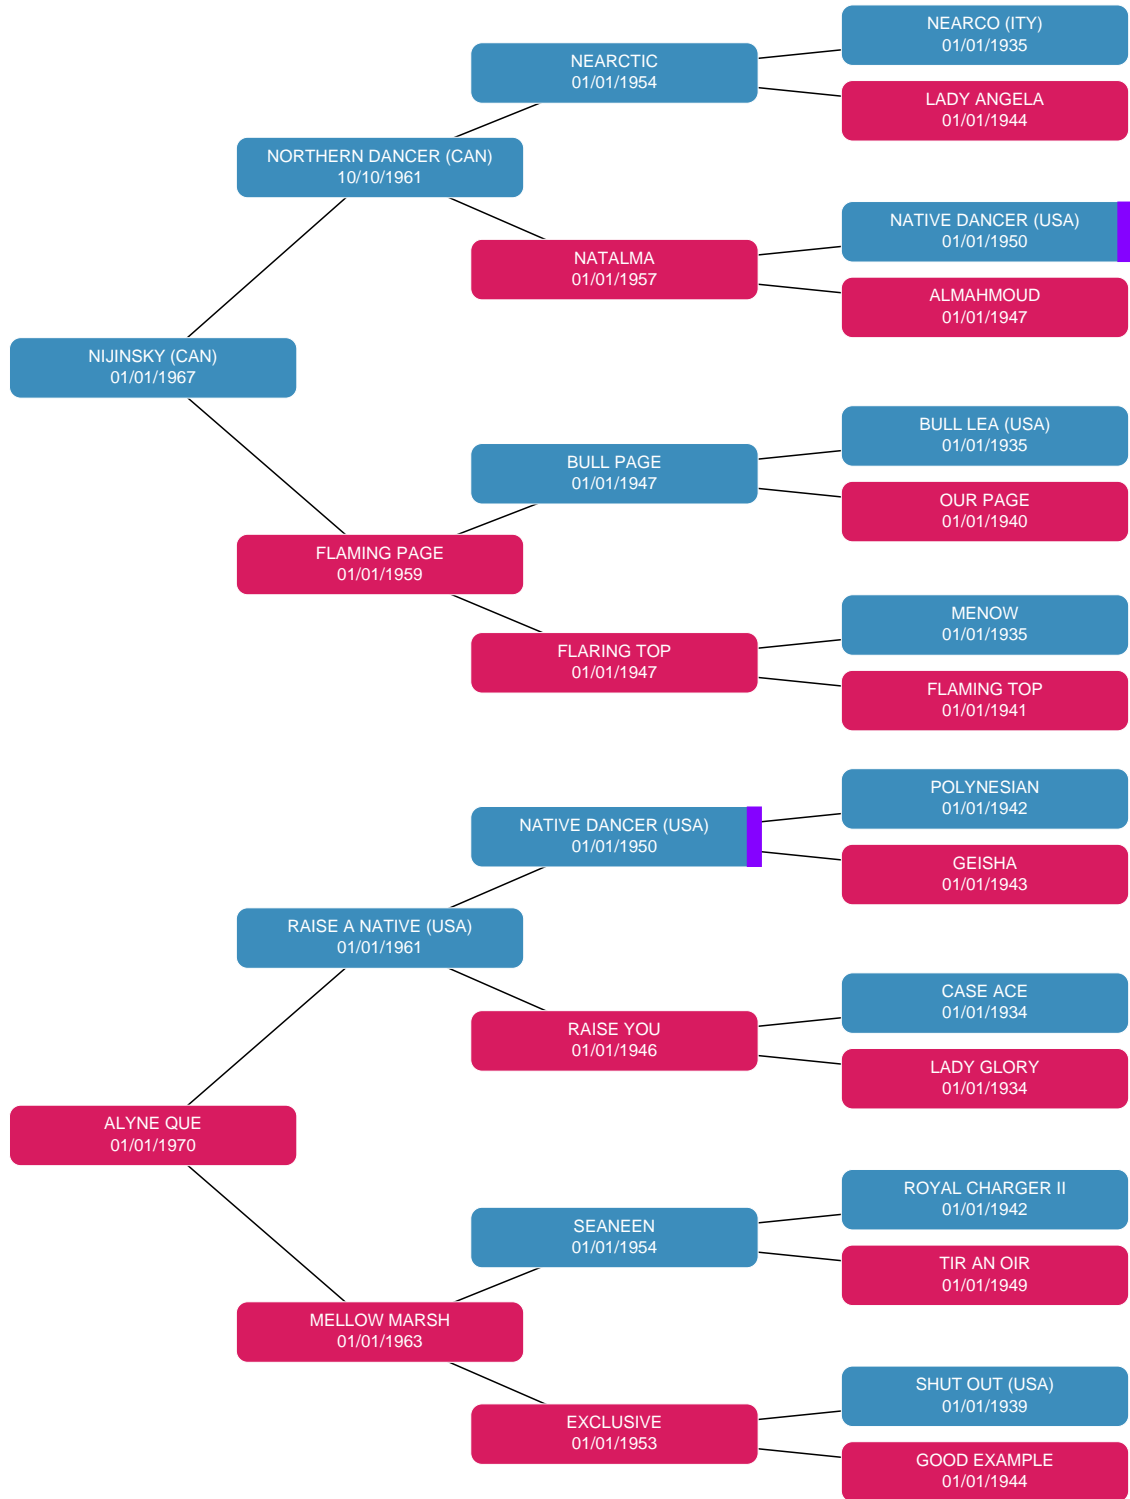 NEARCO (ITY)
01/01/1935
NEARCTIC
01/01/1954
LADY ANGELA
01/01/1944
NORTHERN DANCER (CAN)
10/10/1961
NATIVE DANCER (USA)
01/01/1950
NATALMA
01/01/1957
ALMAHMOUD
01/01/1947
NIJINSKY (CAN)
01/01/1967
BULL LEA (USA)
01/01/1935
BULL PAGE
01/01/1947
OUR PAGE
01/01/1940
FLAMING PAGE
01/01/1959
MENOW
01/01/1935
FLARING TOP
01/01/1947
FLAMING TOP
01/01/1941
POLYNESIAN
01/01/1942
NATIVE DANCER (USA)
01/01/1950
GEISHA
01/01/1943
RAISE A NATIVE (USA)
01/01/1961
CASE ACE
01/01/1934
RAISE YOU
01/01/1946
LADY GLORY
01/01/1934
ALYNE QUE
01/01/1970
ROYAL CHARGER II
01/01/1942
SEANEEN
01/01/1954
TIR AN OIR
01/01/1949
MELLOW MARSH
01/01/1963
SHUT OUT (USA)
01/01/1939
EXCLUSIVE
01/01/1953
GOOD EXAMPLE
01/01/1944